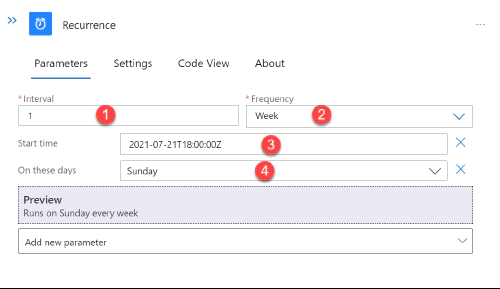 Recurrence
Parameters Settings Code View About
* Interval * Frequency
1 1 Week 2
Start time 2021-07-21T18:00:00Z 3
On these days Sunday 4
Preview
Runs on Sunday every week
Add new parameter